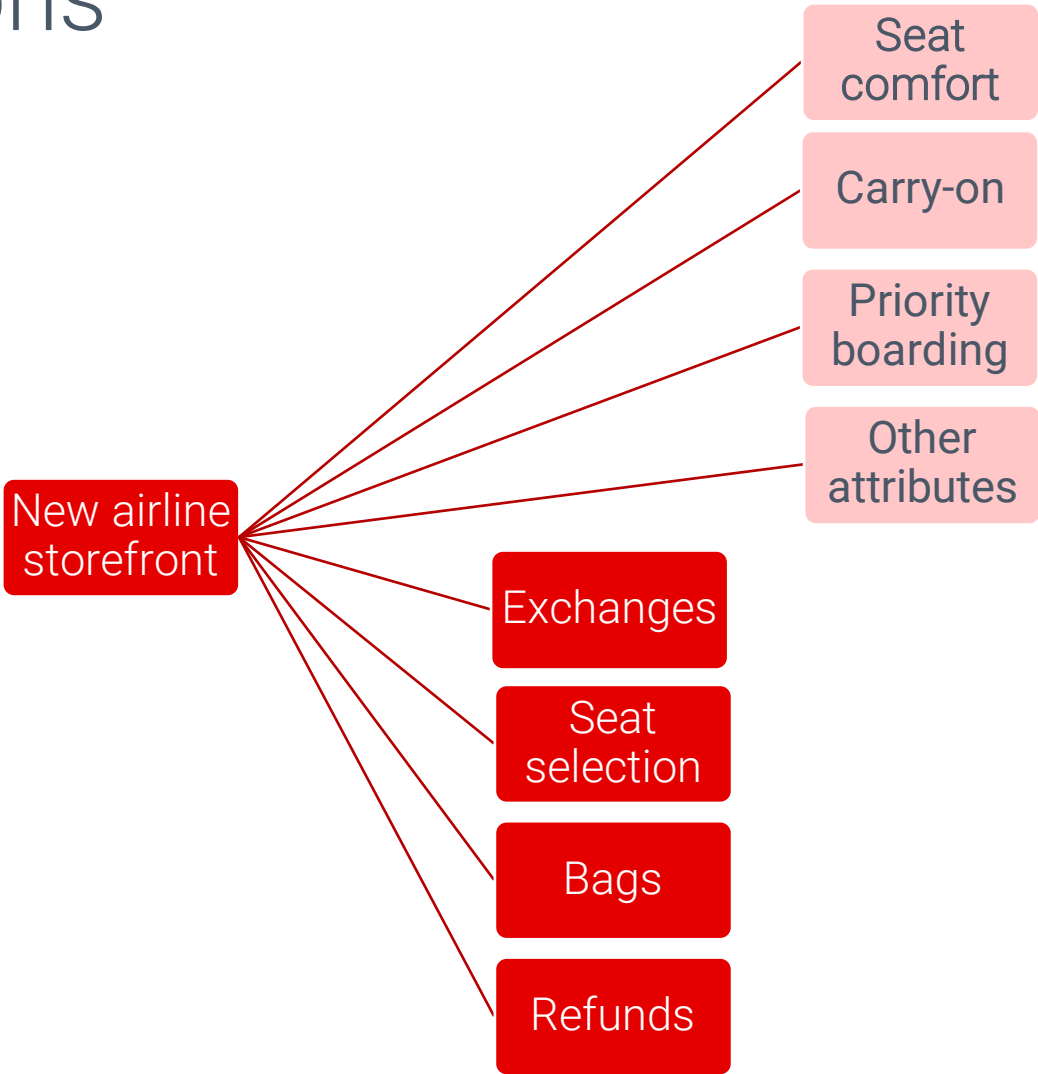 Seat
comfort
Carry-on
Priority
boarding
Other
attributes
New airline
storefront
Exchanges
Seat
selection
Bags
Refunds